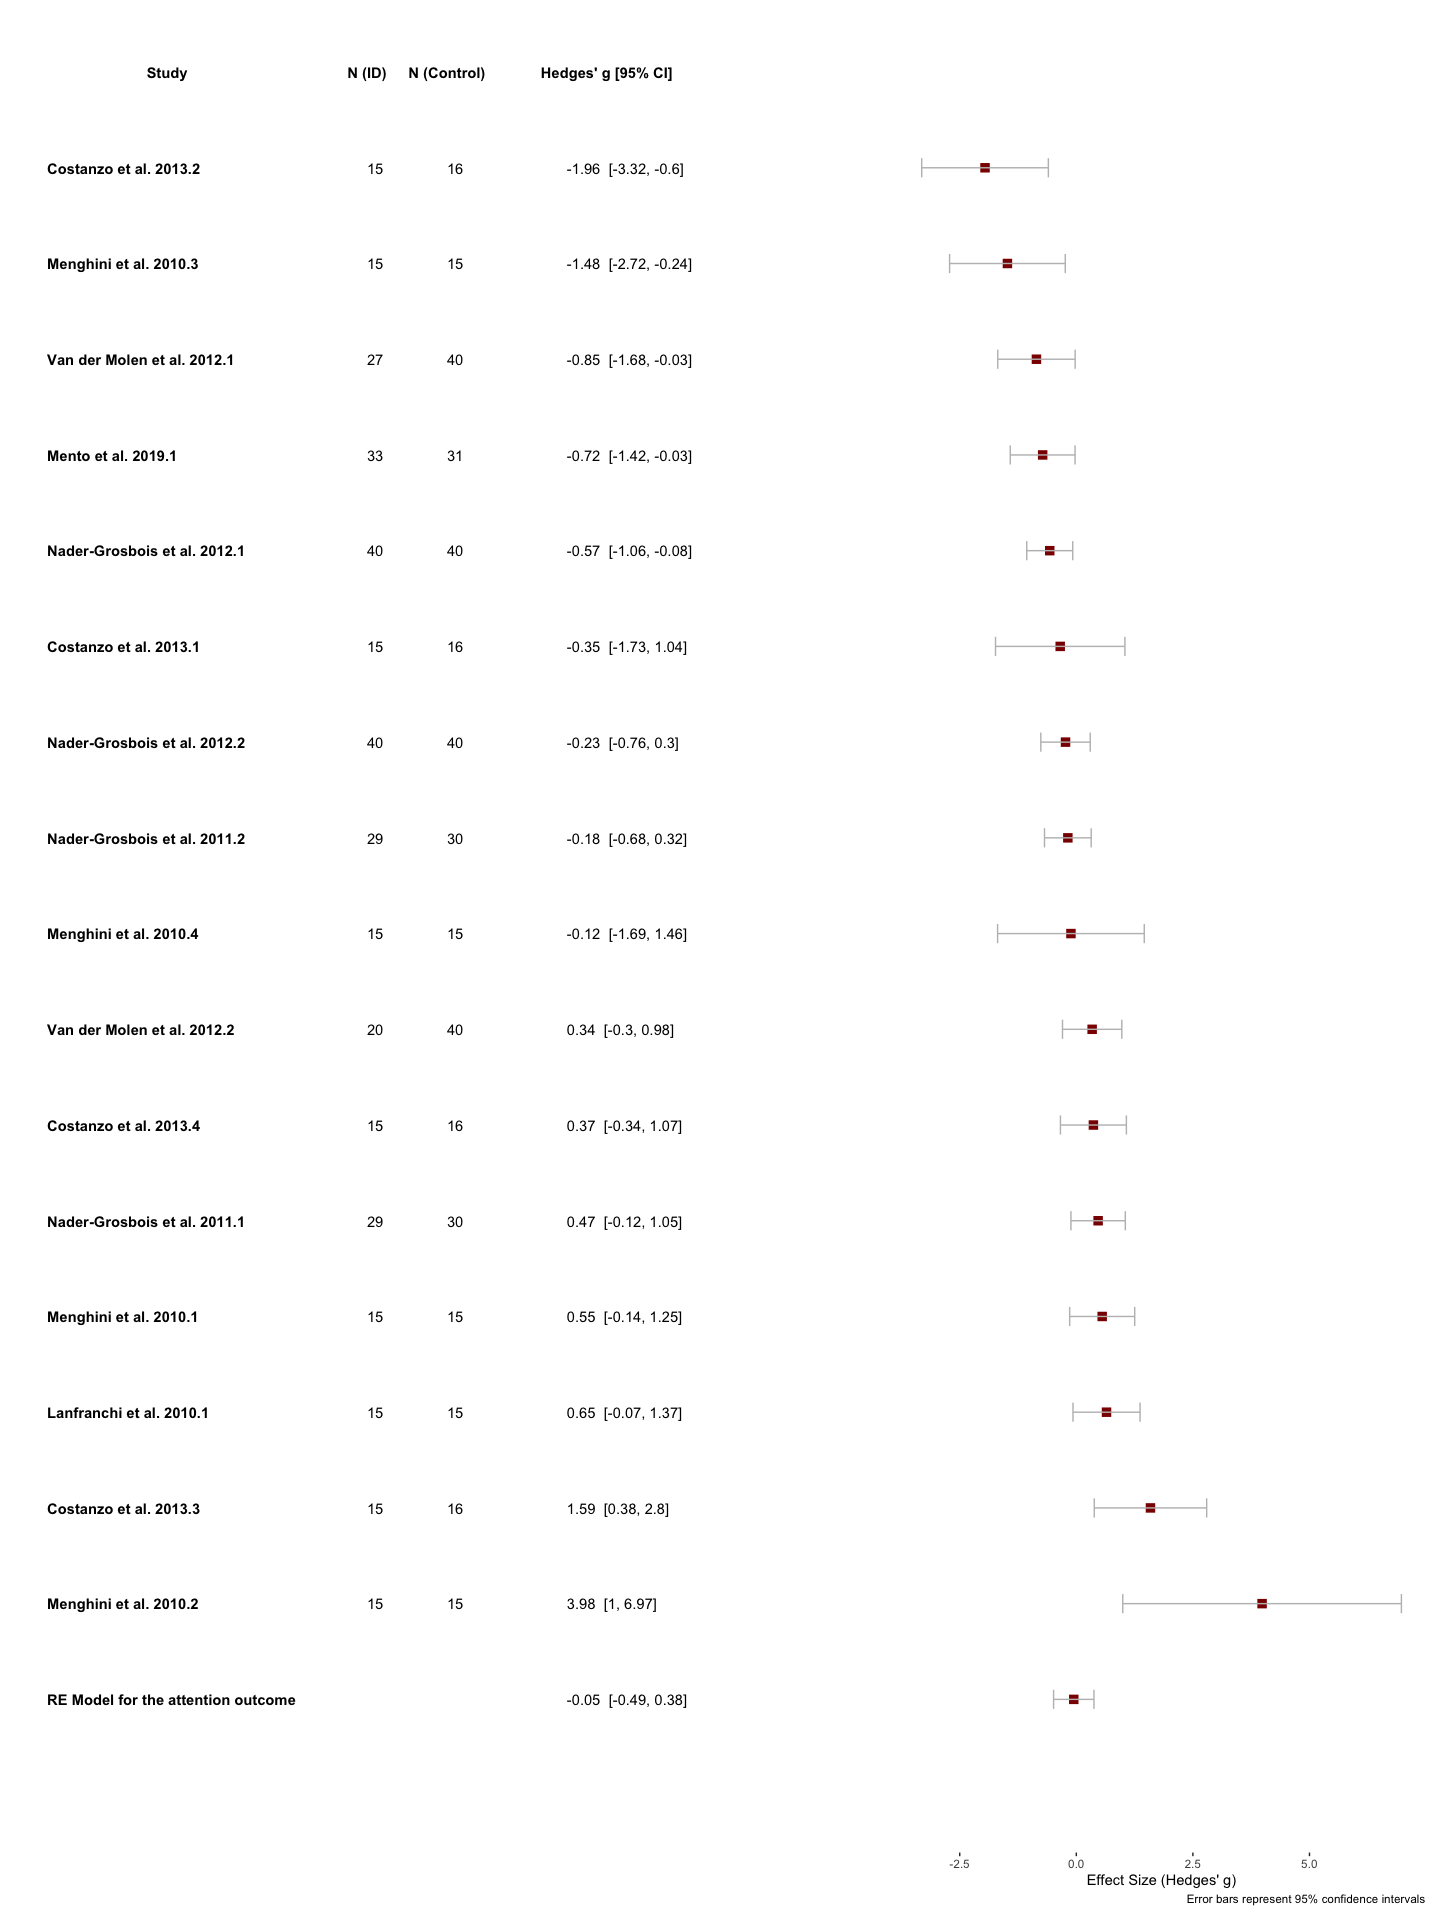 Study N (ID) N (Control) Hedges' g [95% CI]
Costanzo et al. 2013.2 15 16 -1.96 [-3.32, -0.6]
Menghini et al. 2010.3 15 15 -1.48 [-2.72, -0.24]
Van der Molen et al. 2012.1 27 40 -0.85 [-1.68, -0.03]
Mento et al. 2019.1 33 31 -0.72 [-1.42, -0.03]
Nader-Grosbois et al. 2012.1 40 40 -0.57 [-1.06, -0.08]
Costanzo et al. 2013.1 15 16 -0.35 [-1.73, 1.04]
Nader-Grosbois et al. 2012.2 40 40 -0.23 [-0.76, 0.3]
Nader-Grosbois et al. 2011.2 29 30 -0.18 [-0.68, 0.32]
Menghini et al. 2010.4 15 15 -0.12 [-1.69, 1.46]
Van der Molen et al. 2012.2 20 40 0.34 [-0.3, 0.98]
Costanzo et al. 2013.4 15 16 0.37 [-0.34, 1.07]
Nader-Grosbois et al. 2011.1 29 30 0.47 [-0.12, 1.05]
Menghini et al. 2010.1 15 15 0.55 [-0.14, 1.25]
Lanfranchi et al. 2010.1 15 15 0.65 [-0.07, 1.37]
Costanzo et al. 2013.3 15 16 1.59 [0.38, 2.8]
Menghini et al. 2010.2 15 15 3.98 [1, 6.97]
RE Model for the attention outcome -0.05 [-0.49, 0.38]
-2.5 0.0 2.5 5.0
Effect Size (Hedges' g)
Error bars represent 95% confidence intervals